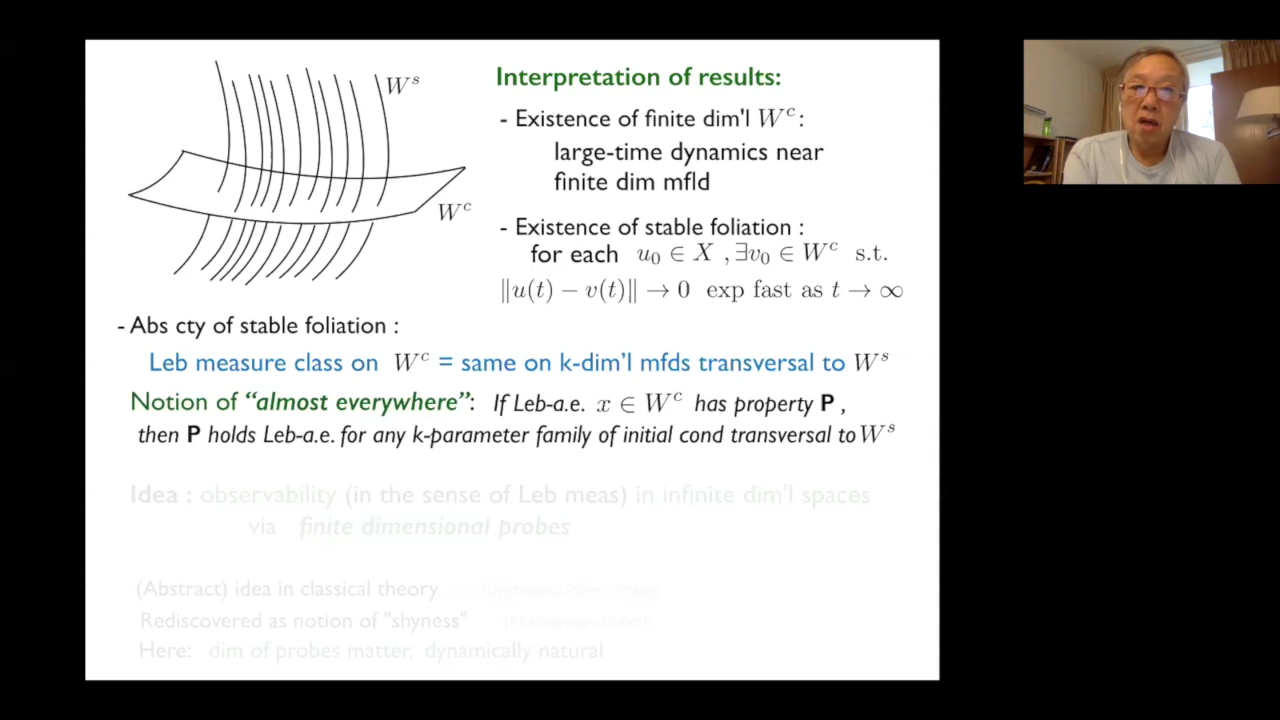 W^s
W^c
Interpretation of results:
- Existence of finite dim'l W^c :
large-time dynamics near
finite dim mfld
- Existence of stable foliation :
for each u_0 ∈ X , ∃v_0 ∈ W^c s.t.
‖u(t) − v(t)‖ → 0 exp fast as t → ∞
- Abs cty of stable foliation :
Leb measure class on W^c = same on k-dim'l mfds transversal to W^s
Notion of "almost everywhere": If Leb-a.e. x ∈ W^c has property P ,
then P holds Leb-a.e. for any k-parameter family of initial cond transversal to W^s
Idea : observability (in the sense of Leb meas) in infinite dim'l spaces
via finite dimensional probes
(Abstract) idea in classical theory
Rediscovered as notion of "shyness"
Here: dim of probes matter, dynamically natural